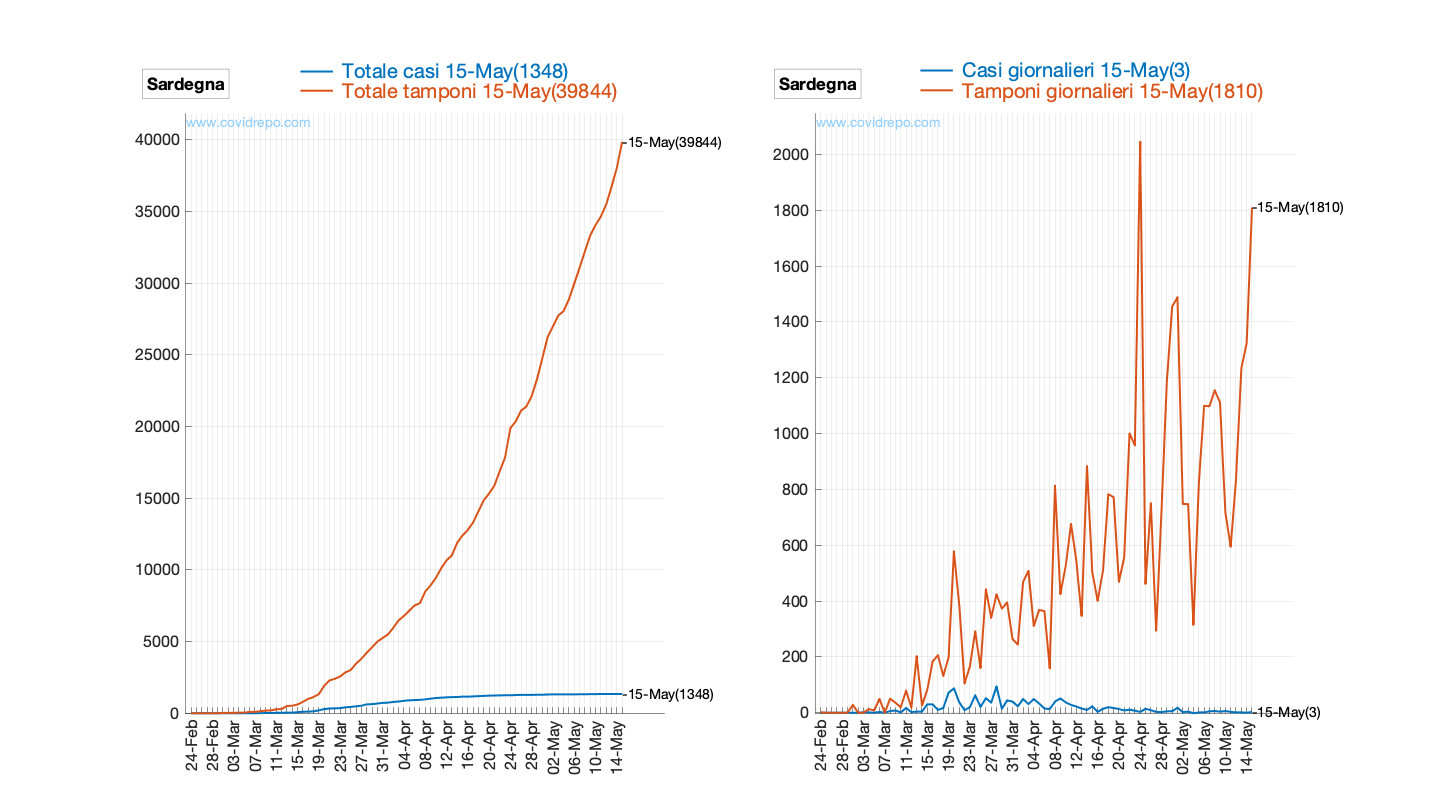 Sardegna
Totale casi 15-May(1348)
Totale tamponi 15-May(39844)
www.covidrepo.com
40000
35000
30000
25000
20000
15000
10000
5000
0
15-May(39844)
15-May(1348)
24-Feb
28-Feb
03-Mar
07-Mar
11-Mar
15-Mar
19-Mar
23-Mar
27-Mar
31-Mar
04-Apr
08-Apr
12-Apr
16-Apr
20-Apr
24-Apr
28-Apr
02-May
06-May
10-May
14-May
Sardegna
Casi giornalieri 15-May(3)
Tamponi giornalieri 15-May(1810)
www.covidrepo.com
2000
1800
1600
1400
1200
1000
800
600
400
200
0
15-May(1810)
15-May(3)
24-Feb
28-Feb
03-Mar
07-Mar
11-Mar
15-Mar
19-Mar
23-Mar
27-Mar
31-Mar
04-Apr
08-Apr
12-Apr
16-Apr
20-Apr
24-Apr
28-Apr
02-May
06-May
10-May
14-May